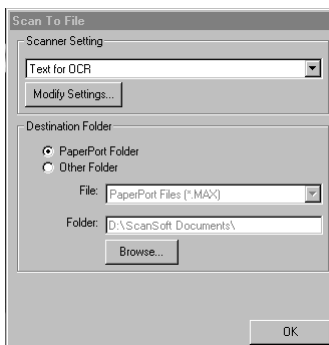 Scan To File
Scanner Setting
Text for OCR
Modify Settings...
Destination Folder
PaperPort Folder
Other Folder
File: PaperPort Files (*.MAX)
Folder: D:\ScanSoft Documents\
Browse...
OK